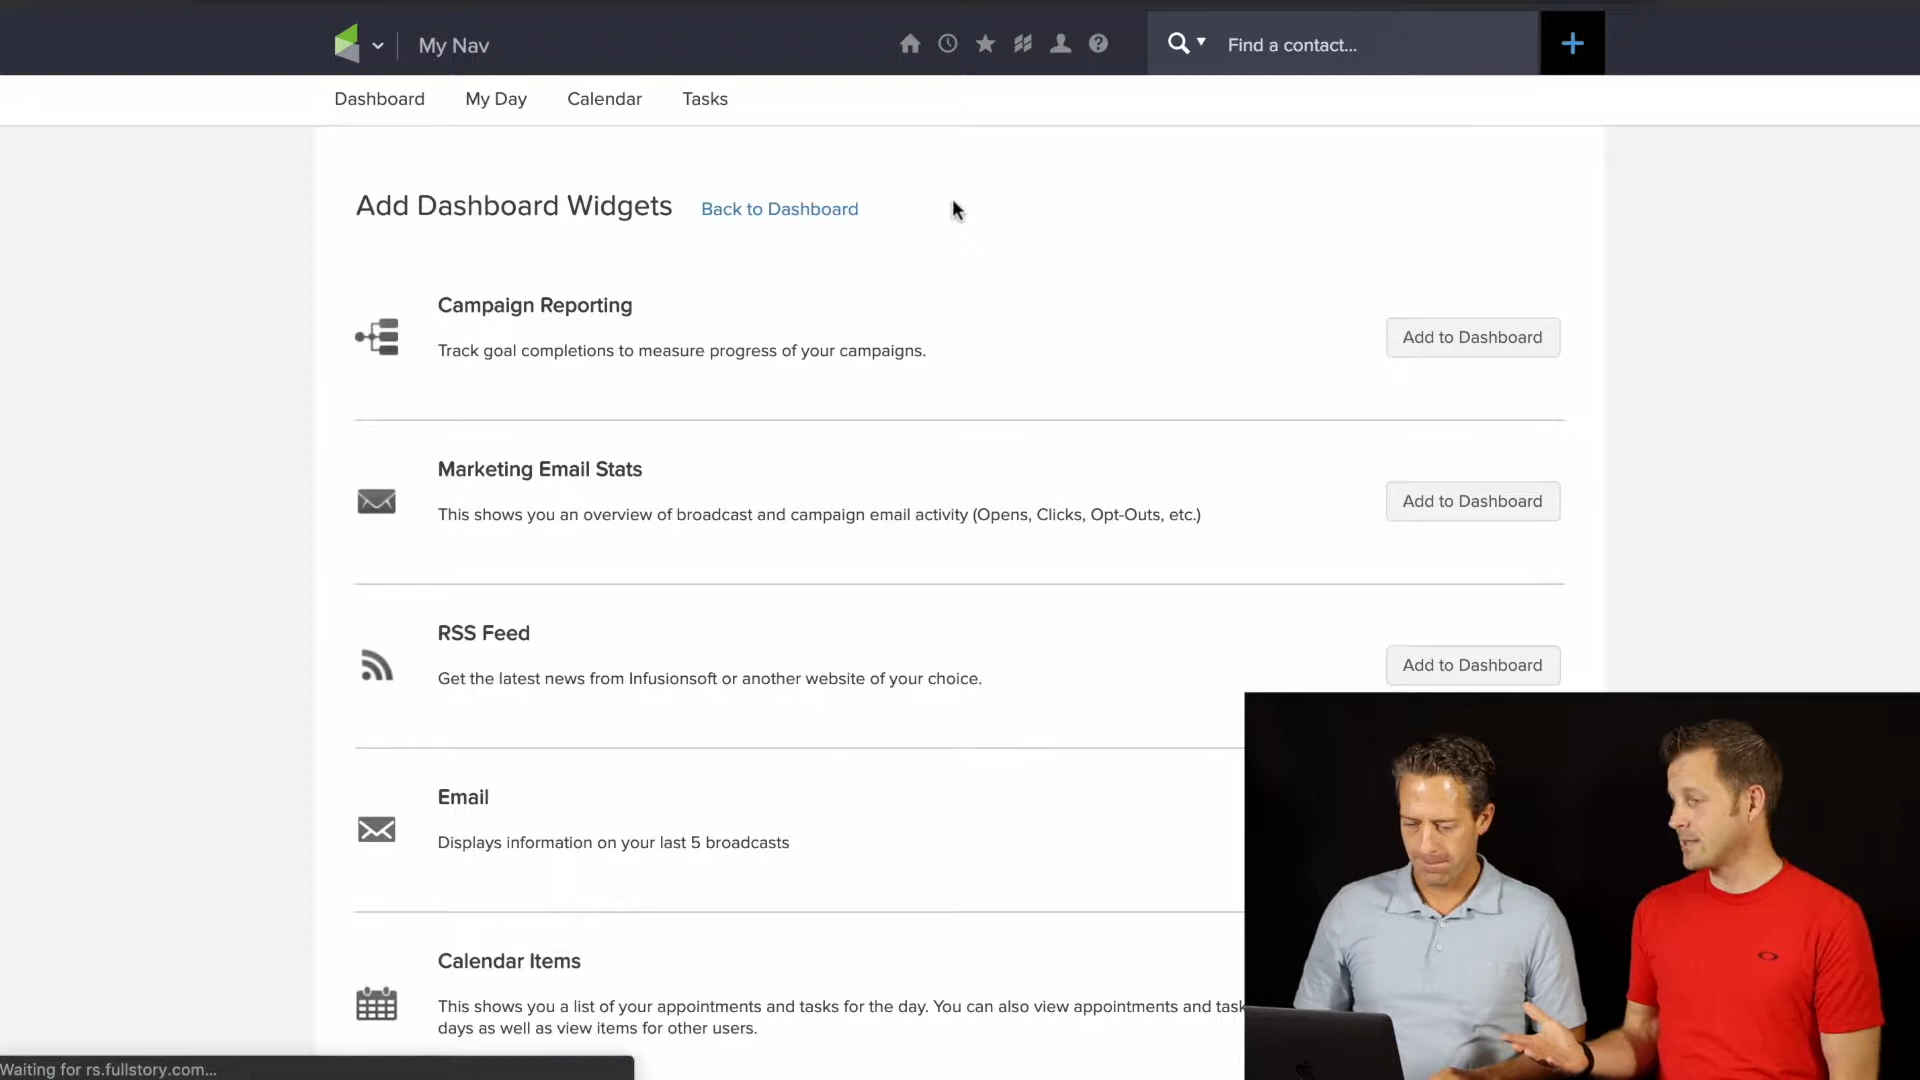 My Nav
Find a contact...
Dashboard My Day Calendar Tasks
Add Dashboard Widgets Back to Dashboard
Campaign Reporting
Track goal completions to measure progress of your campaigns.
Add to Dashboard
Marketing Email Stats
This shows you an overview of broadcast and campaign email activity (Opens, Clicks, Opt-Outs, etc.)
Add to Dashboard
RSS Feed
Get the latest news from Infusionsoft or another website of your choice.
Add to Dashboard
Email
Displays information on your last 5 broadcasts
Calendar Items
This shows you a list of your appointments and tasks for the day. You can also view appointments and task
days as well as view items for other users.
Waiting for rs.fullstory.com...